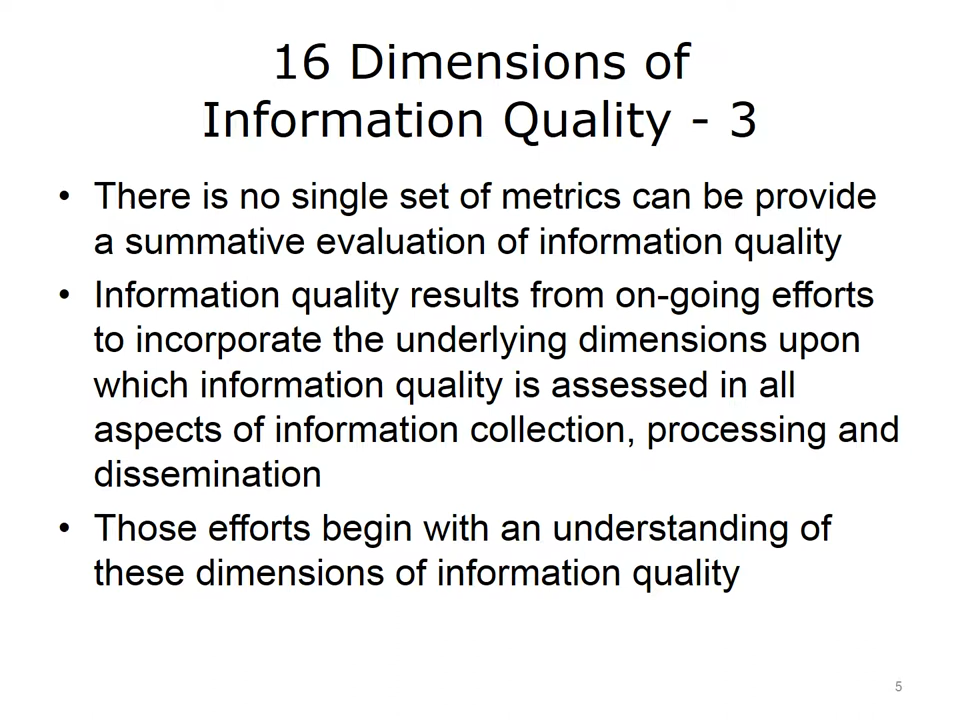 16 Dimensions of
Information Quality - 3
• There is no single set of metrics can be provide
a summative evaluation of information quality
• Information quality results from on-going efforts
to incorporate the underlying dimensions upon
which information quality is assessed in all
aspects of information collection, processing and
dissemination
• Those efforts begin with an understanding of
these dimensions of information quality
5